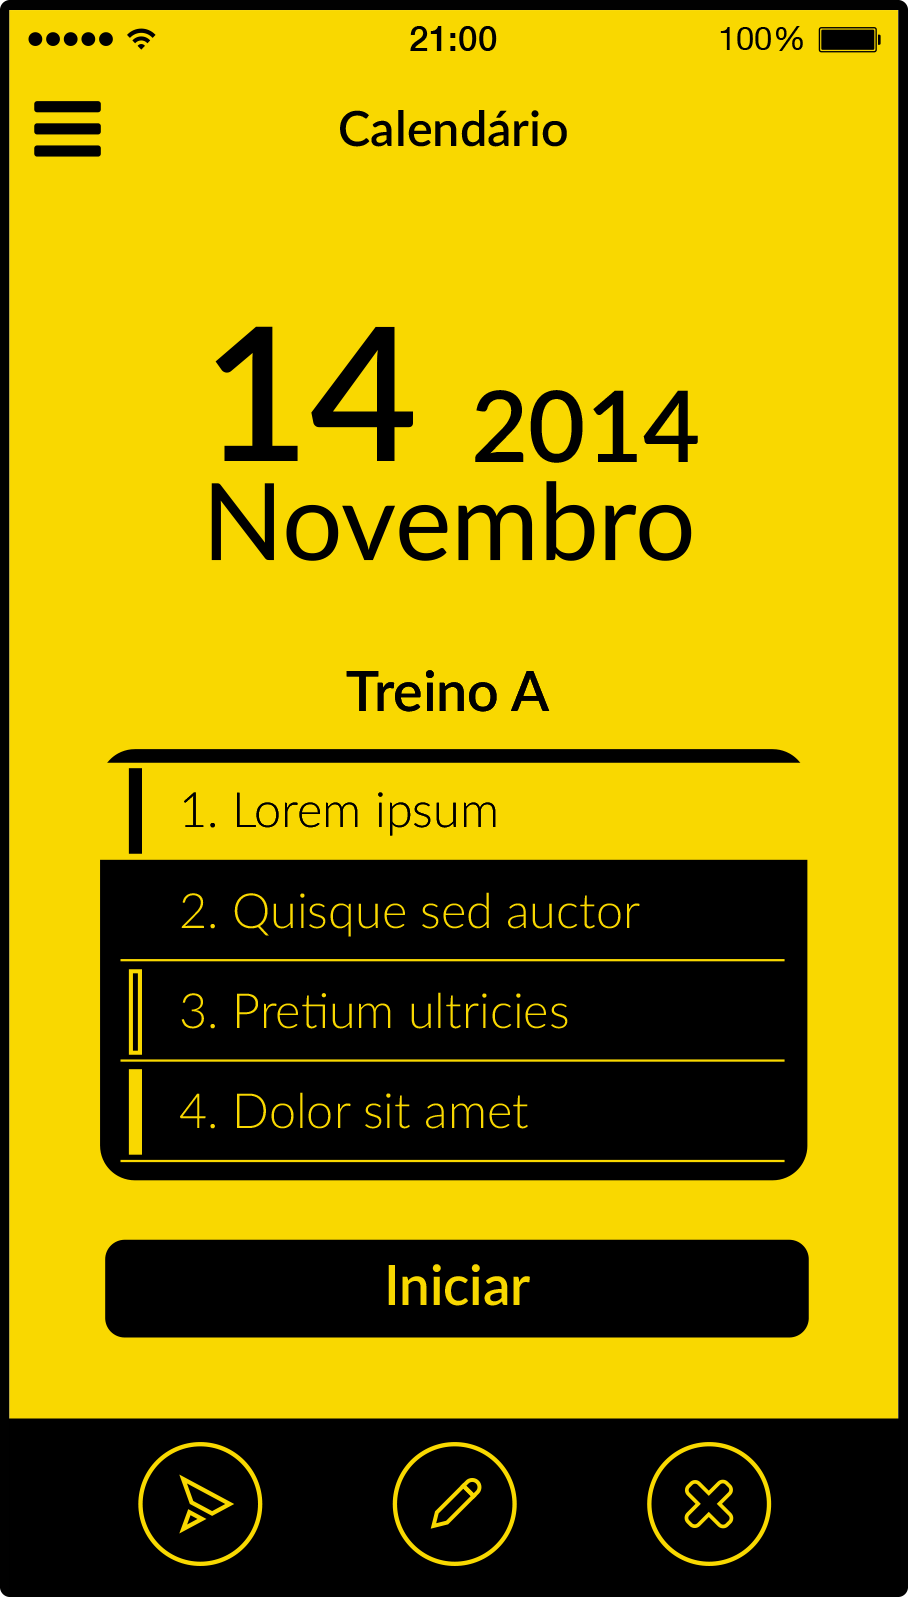 21:00 100%
Calendário
14 2014
Novembro
Treino A
1. Lorem ipsum
2. Quisque sed auctor
3. Pretium ultricies
4. Dolor sit amet
Iniciar